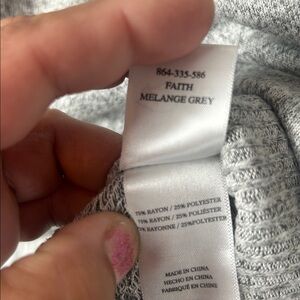 864-335-586
FAITH
MELANGE GREY
75% RAYON / 25% POLYESTER
75% RAYON / 25% POLIÉSTER
RAYONNE / 25% POLYESTER
MADE IN CHINA
HECHO EN CHINA
FABRIQUÉ EN CHINE